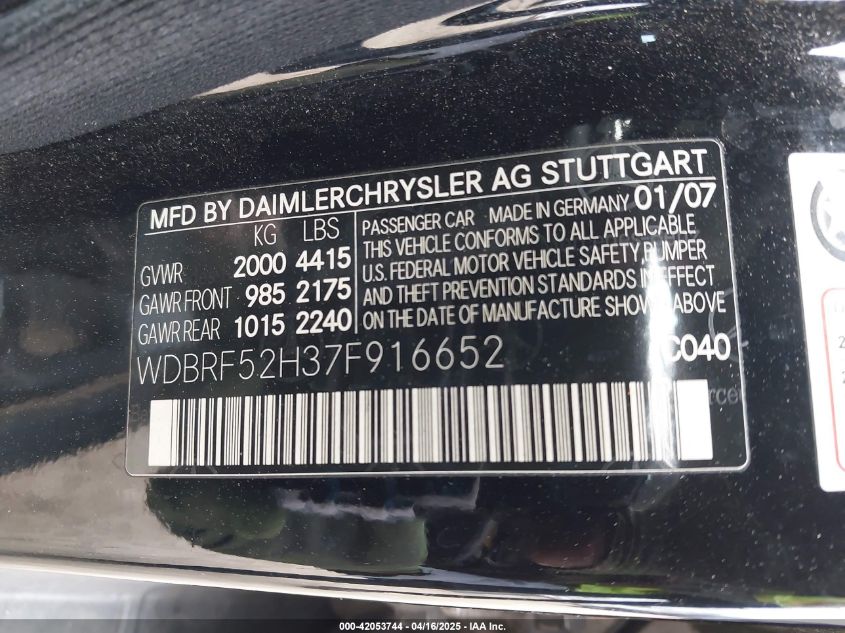 MFD BY DAIMLERCHRYSLER AG STUTTGART
KG LBS
GVWR 2000 4415
GAWR FRONT 985 2175
GAWR REAR 1015 2240
PASSENGER CAR MADE IN GERMANY 01/07
THIS VEHICLE CONFORMS TO ALL APPLICABLE
U.S. FEDERAL MOTOR VEHICLE SAFETY, BUMPER
AND THEFT PREVENTION STANDARDS IN EFFECT
ON THE DATE OF MANUFACTURE SHOWN ABOVE
WDBRF52H37F916652
C040
000-42053744 - 04/16/2025 - IAA Inc.